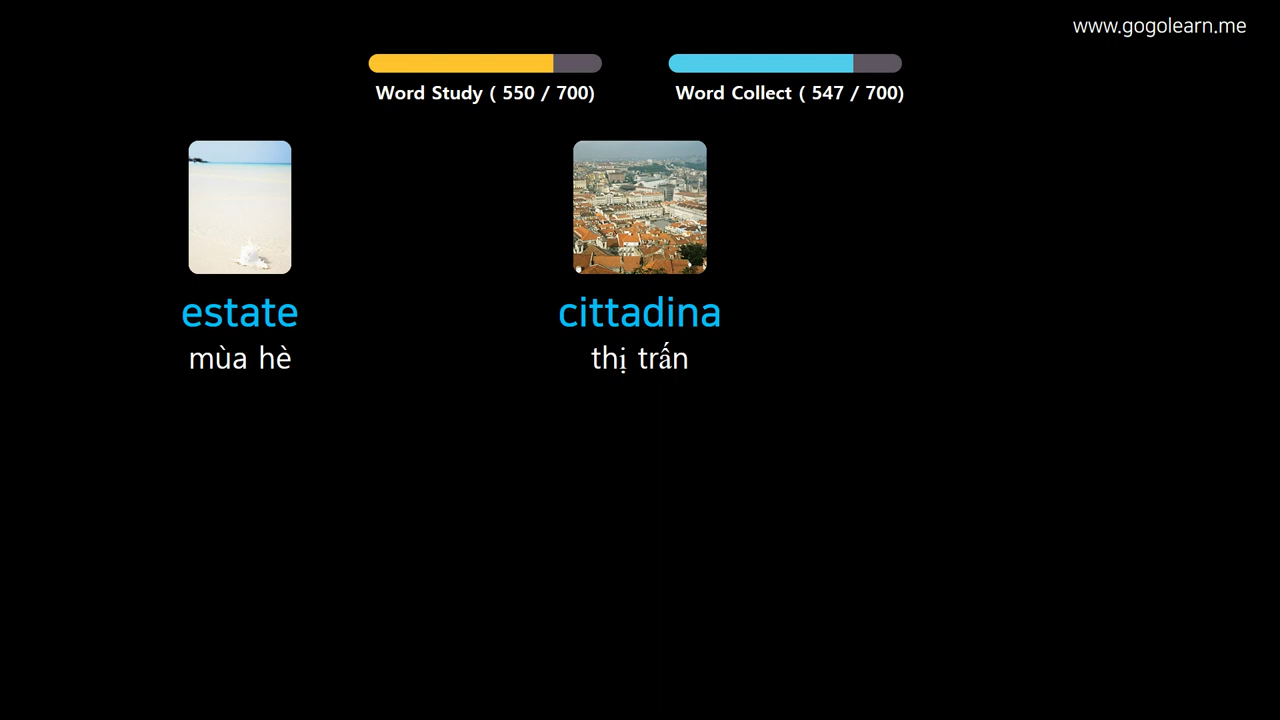 www.gogolearn.me
Word Study ( 550 / 700)
Word Collect ( 547 / 700)
estate
mùa hè
cittadina
thị trấn